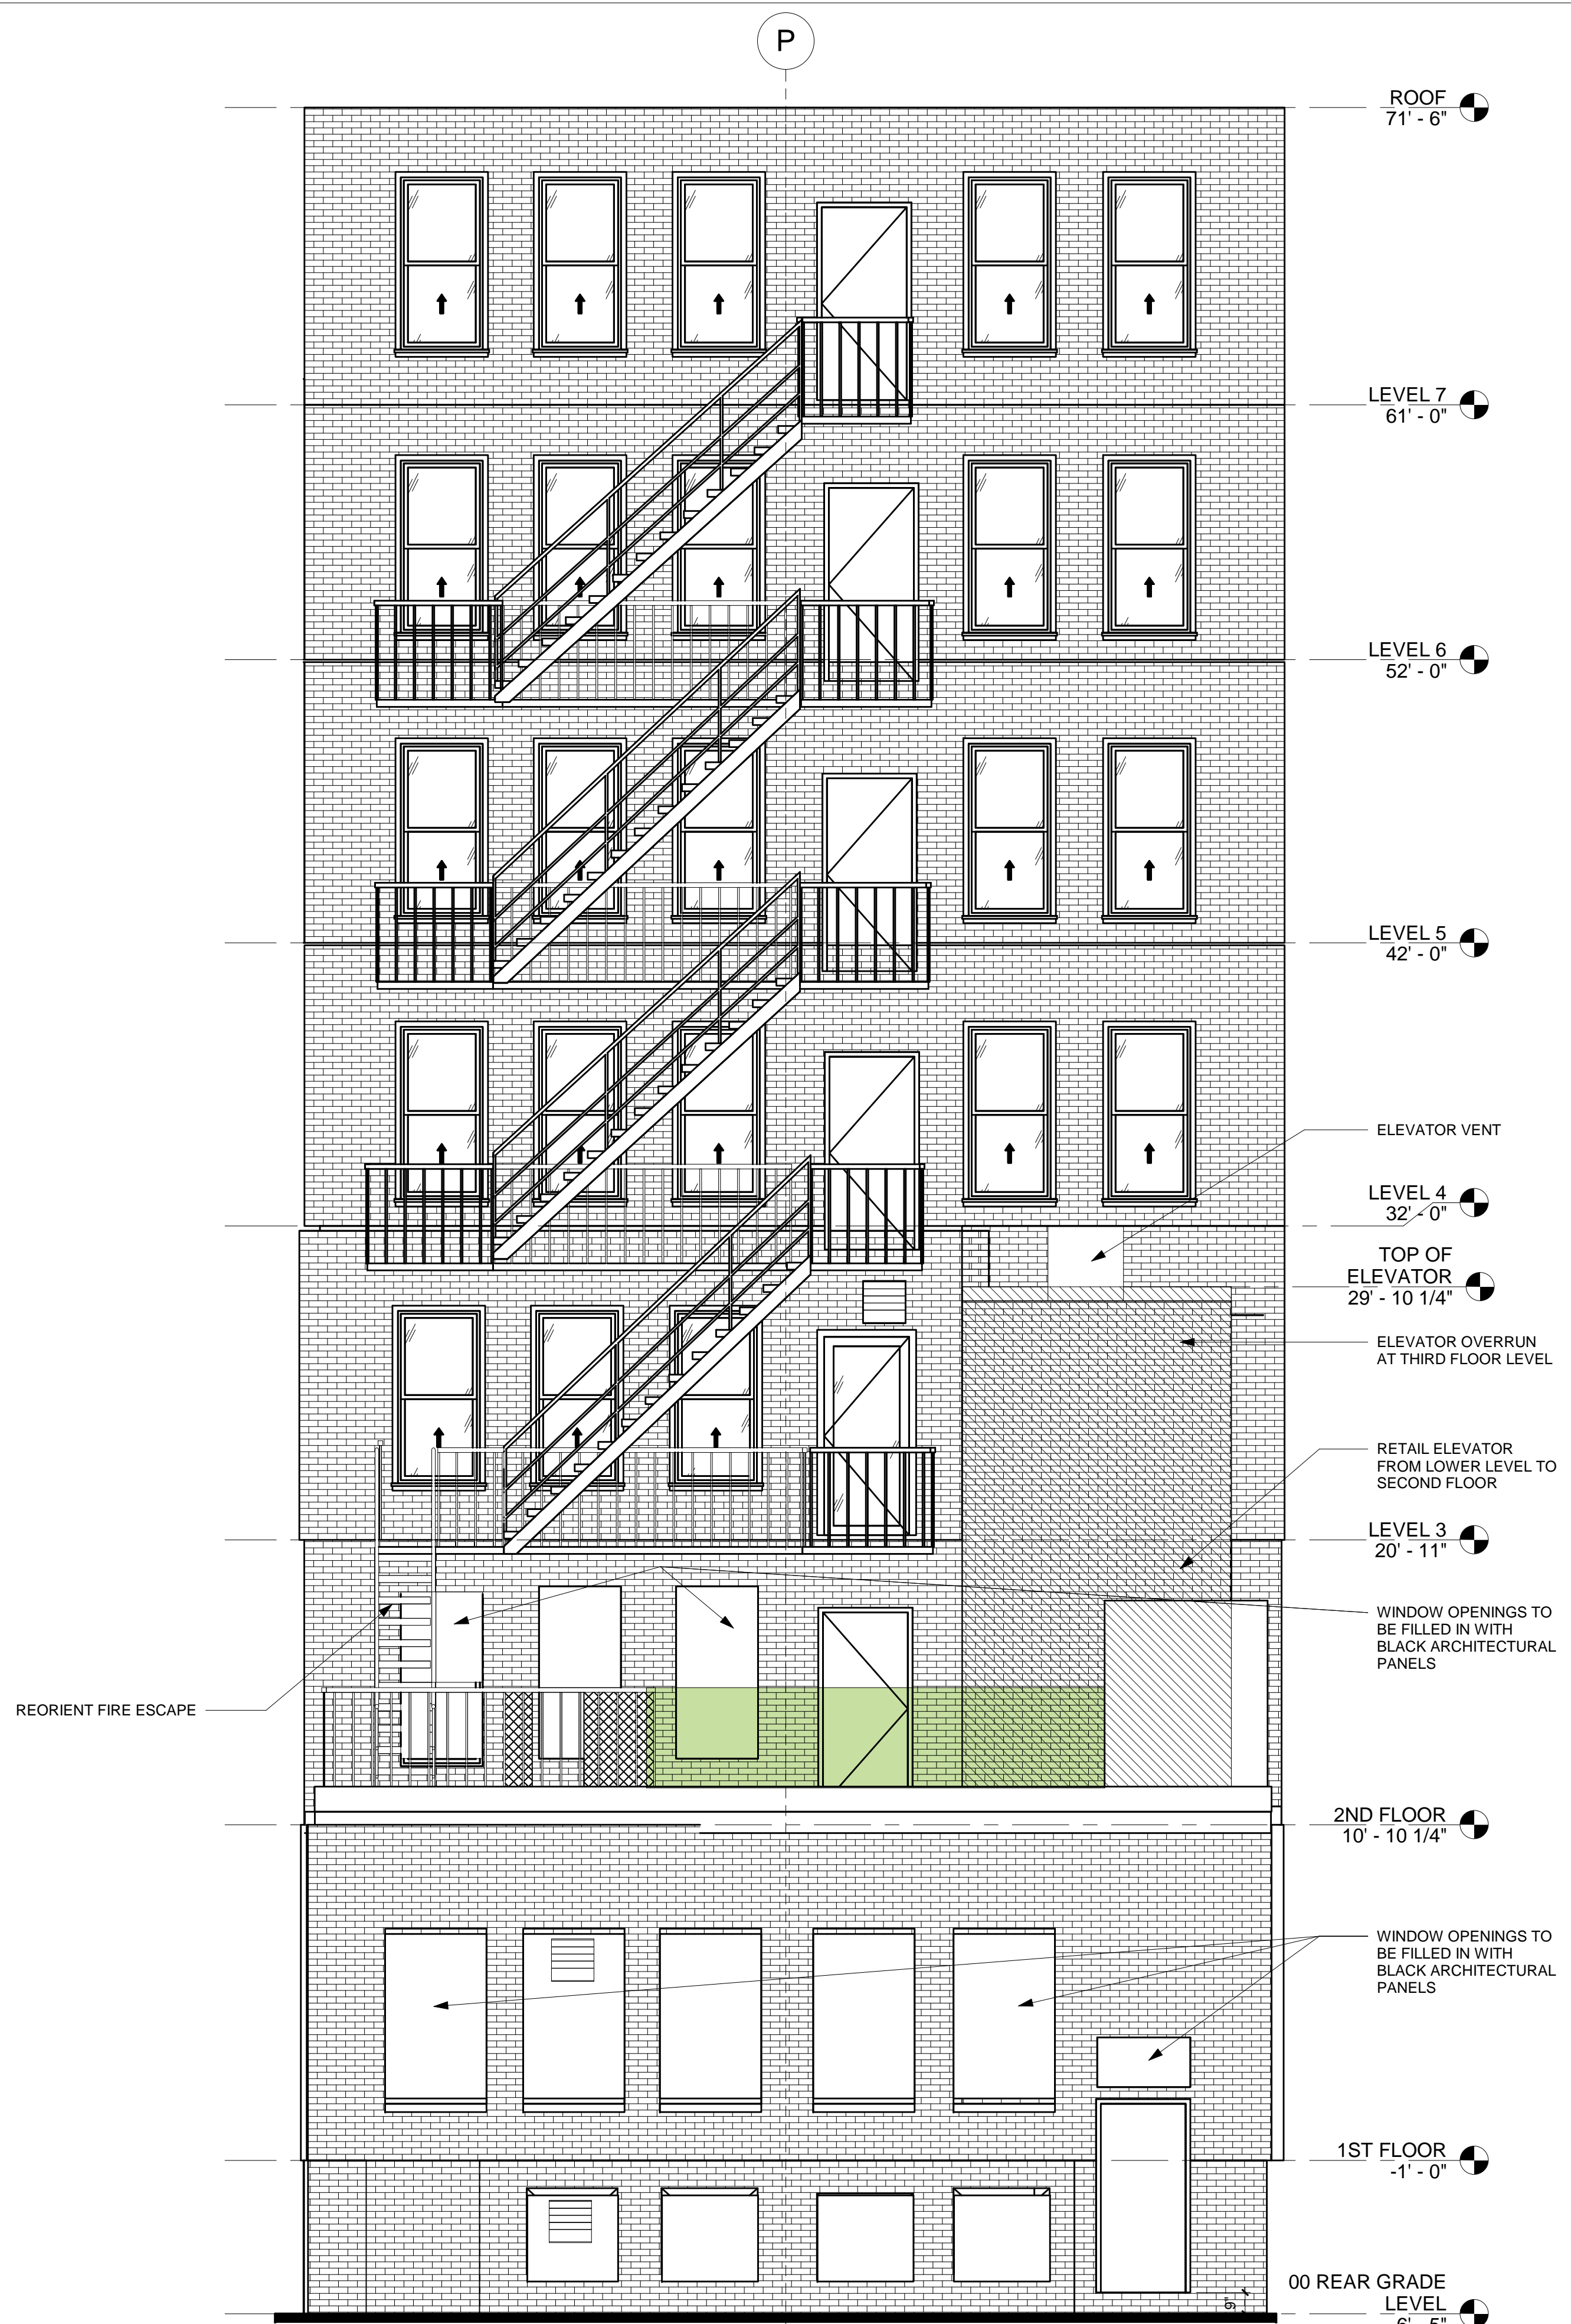 P
ROOF
71' - 6"
LEVEL 7
61' - 0"
LEVEL 6
52' - 0"
LEVEL 5
42' - 0"
ELEVATOR VENT
LEVEL 4
32' - 0"
TOP OF
ELEVATOR
29' - 10 1/4"
ELEVATOR OVERRUN
AT THIRD FLOOR LEVEL
RETAIL ELEVATOR
FROM LOWER LEVEL TO
SECOND FLOOR
LEVEL 3
20' - 11"
WINDOW OPENINGS TO
BE FILLED IN WITH
BLACK ARCHITECTURAL
PANELS
REORIENT FIRE ESCAPE
2ND FLOOR
10' - 10 1/4"
WINDOW OPENINGS TO
BE FILLED IN WITH
BLACK ARCHITECTURAL
PANELS
1ST FLOOR
-1' - 0"
9"
00 REAR GRADE
LEVEL